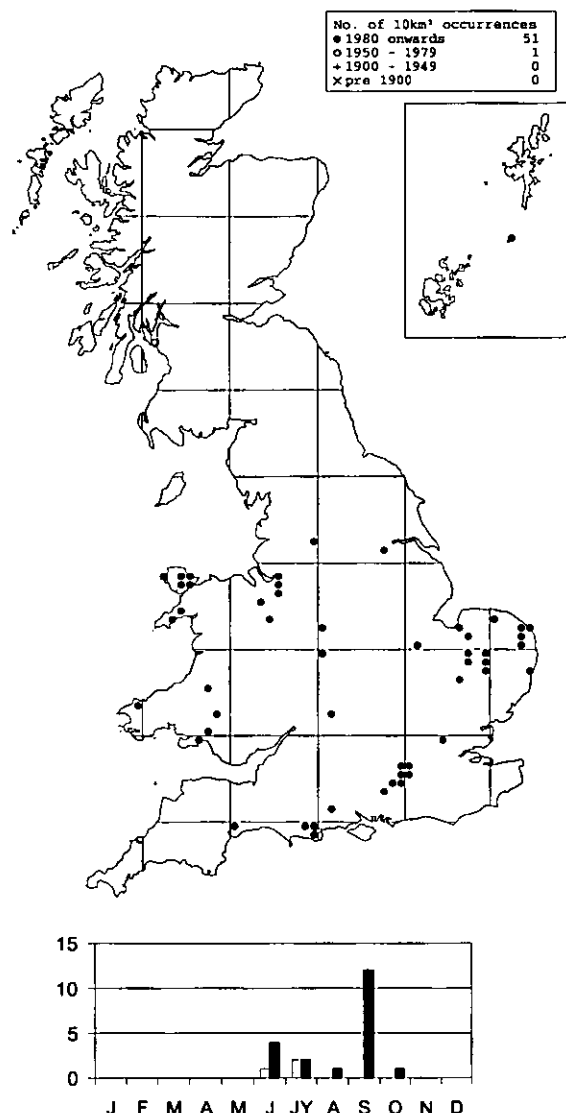 No. of 10km² occurrences
● 1980 onwards 51
○ 1950 - 1979 1
+ 1900 - 1949 0
× pre 1900 0
15
10
5
0
J F M A M J JY A S O N D